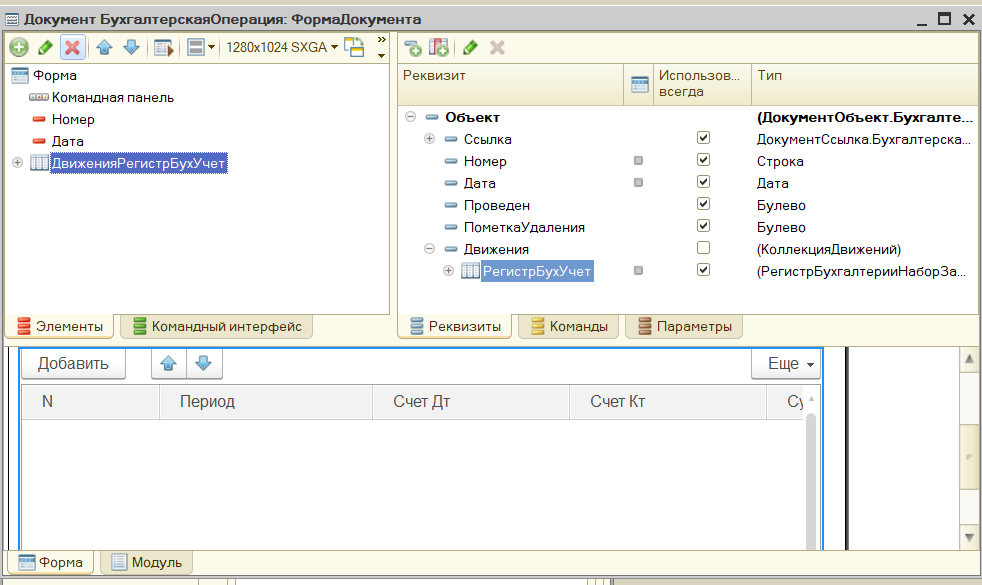 Документ БухгалтерскаяОперация: ФормаДокумента
1280x1024 SXGA
Форма
Командная панель
Номер
Дата
ДвиженияРегистрБухУчет
Элементы
Командный интерфейс
Реквизит
Использов... всегда
Тип
Объект (ДокументОбъект.Бухгалте...
Ссылка ДокументСсылка.Бухгалтерска...
Номер Строка
Дата Дата
Проведен Булево
ПометкаУдаления Булево
Движения (КоллекцияДвижений)
РегистрБухУчет (РегистрБухгалтерииНаборЗа...
Реквизиты
Команды
Параметры
Добавить Еще
N Период Счет Дт Счет Кт Су
Форма Модуль